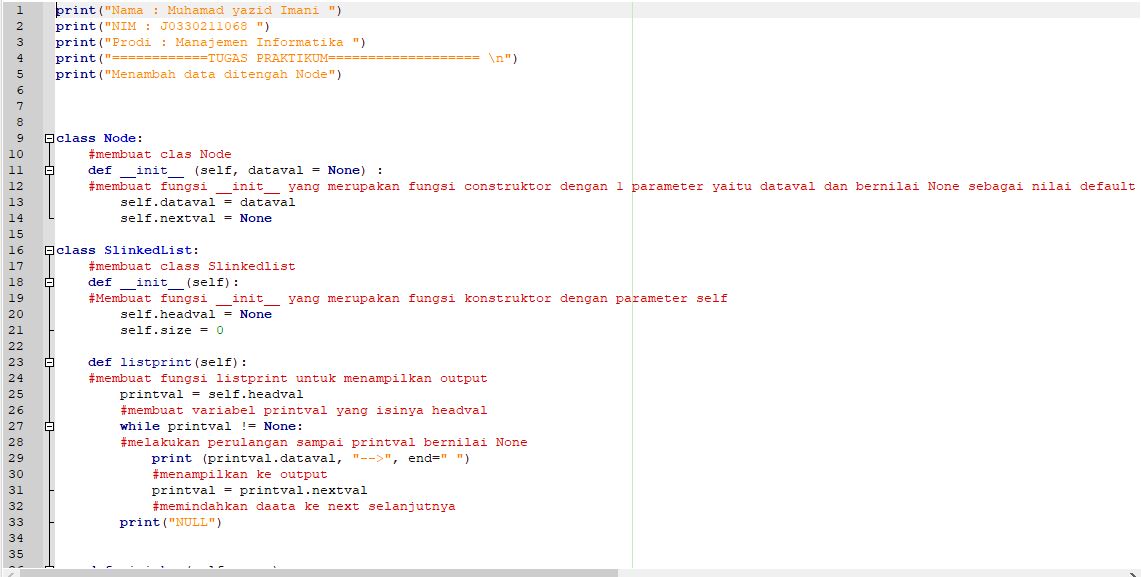 1 print("Nama : Muhamad yazid Imani ")
2 print("NIM : J0330211068 ")
3 print("Prodi : Manajemen Informatika ")
4 print("============TUGAS PRAKTIKUM=================== \n")
5 print("Menambah data ditengah Node")
6
7
8
9 class Node:
10 #membuat clas Node
11 def __init__ (self, dataval = None) :
12 #membuat fungsi __init__ yang merupakan fungsi construktor dengan 1 parameter yaitu dataval dan bernilai None sebagai nilai default
13 self.dataval = dataval
14 self.nextval = None
15
16 class SlinkedList:
17 #membuat class Slinkedlist
18 def __init__(self):
19 #Membuat fungsi __init__ yang merupakan fungsi konstruktor dengan parameter self
20 self.headval = None
21 self.size = 0
22
23 def listprint(self):
24 #membuat fungsi listprint untuk menampilkan output
25 printval = self.headval
26 #membuat variabel printval yang isinya headval
27 while printval != None:
28 #melakukan perulangan sampai printval bernilai None
29 print (printval.dataval, "-->", end=" ")
30 #menampilkan ke output
31 printval = printval.nextval
32 #memindahkan daata ke next selanjutnya
33 print("NULL")
34
35